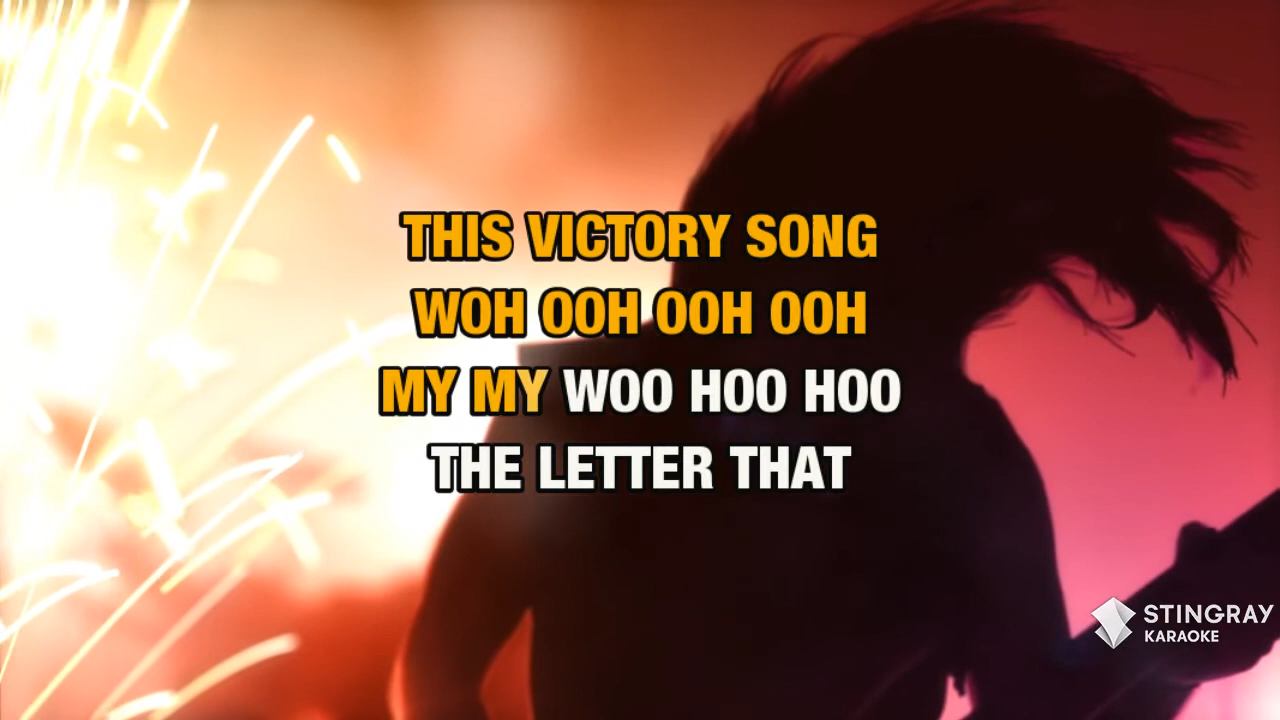 THIS VICTORY SONG
WOH OOH OOH OOH
MY MY WOO HOO HOO
THE LETTER THAT
STINGRAY
KARAOKE